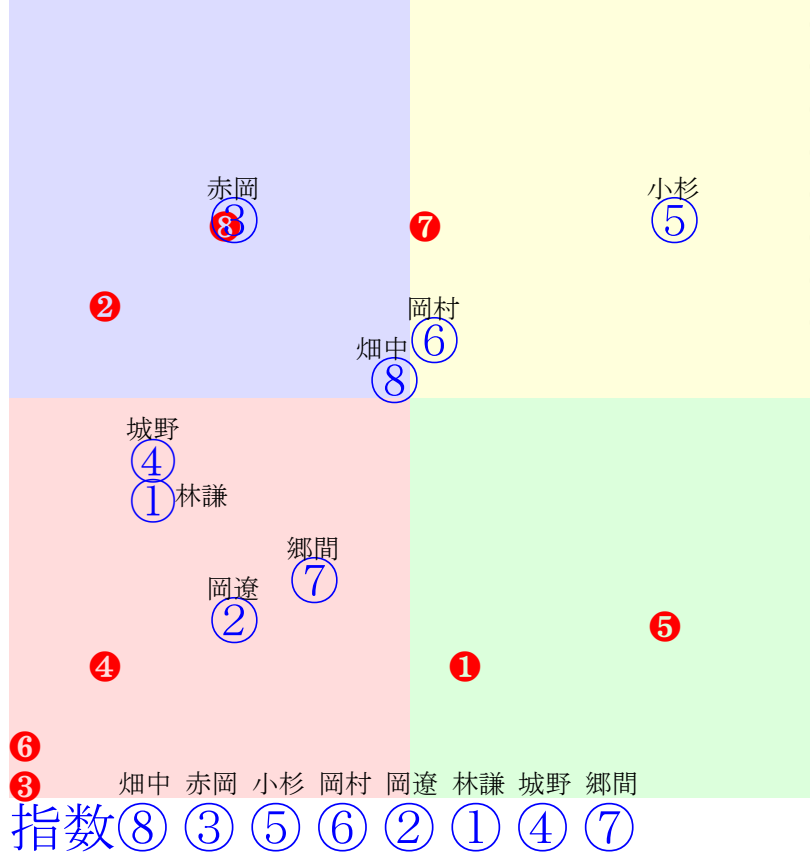 赤岡
小杉
❽③
❼
⑤
❷
岡村
⑥
畑中
⑧
城野
④
①林謙
郷間
⑦
岡遼
②
❺
❹
❶
❻
❸
畑中 赤岡 小杉 岡村 岡遼 林謙 城野 郷間
指数⑧ ③ ⑤ ⑥ ② ① ④ ⑦